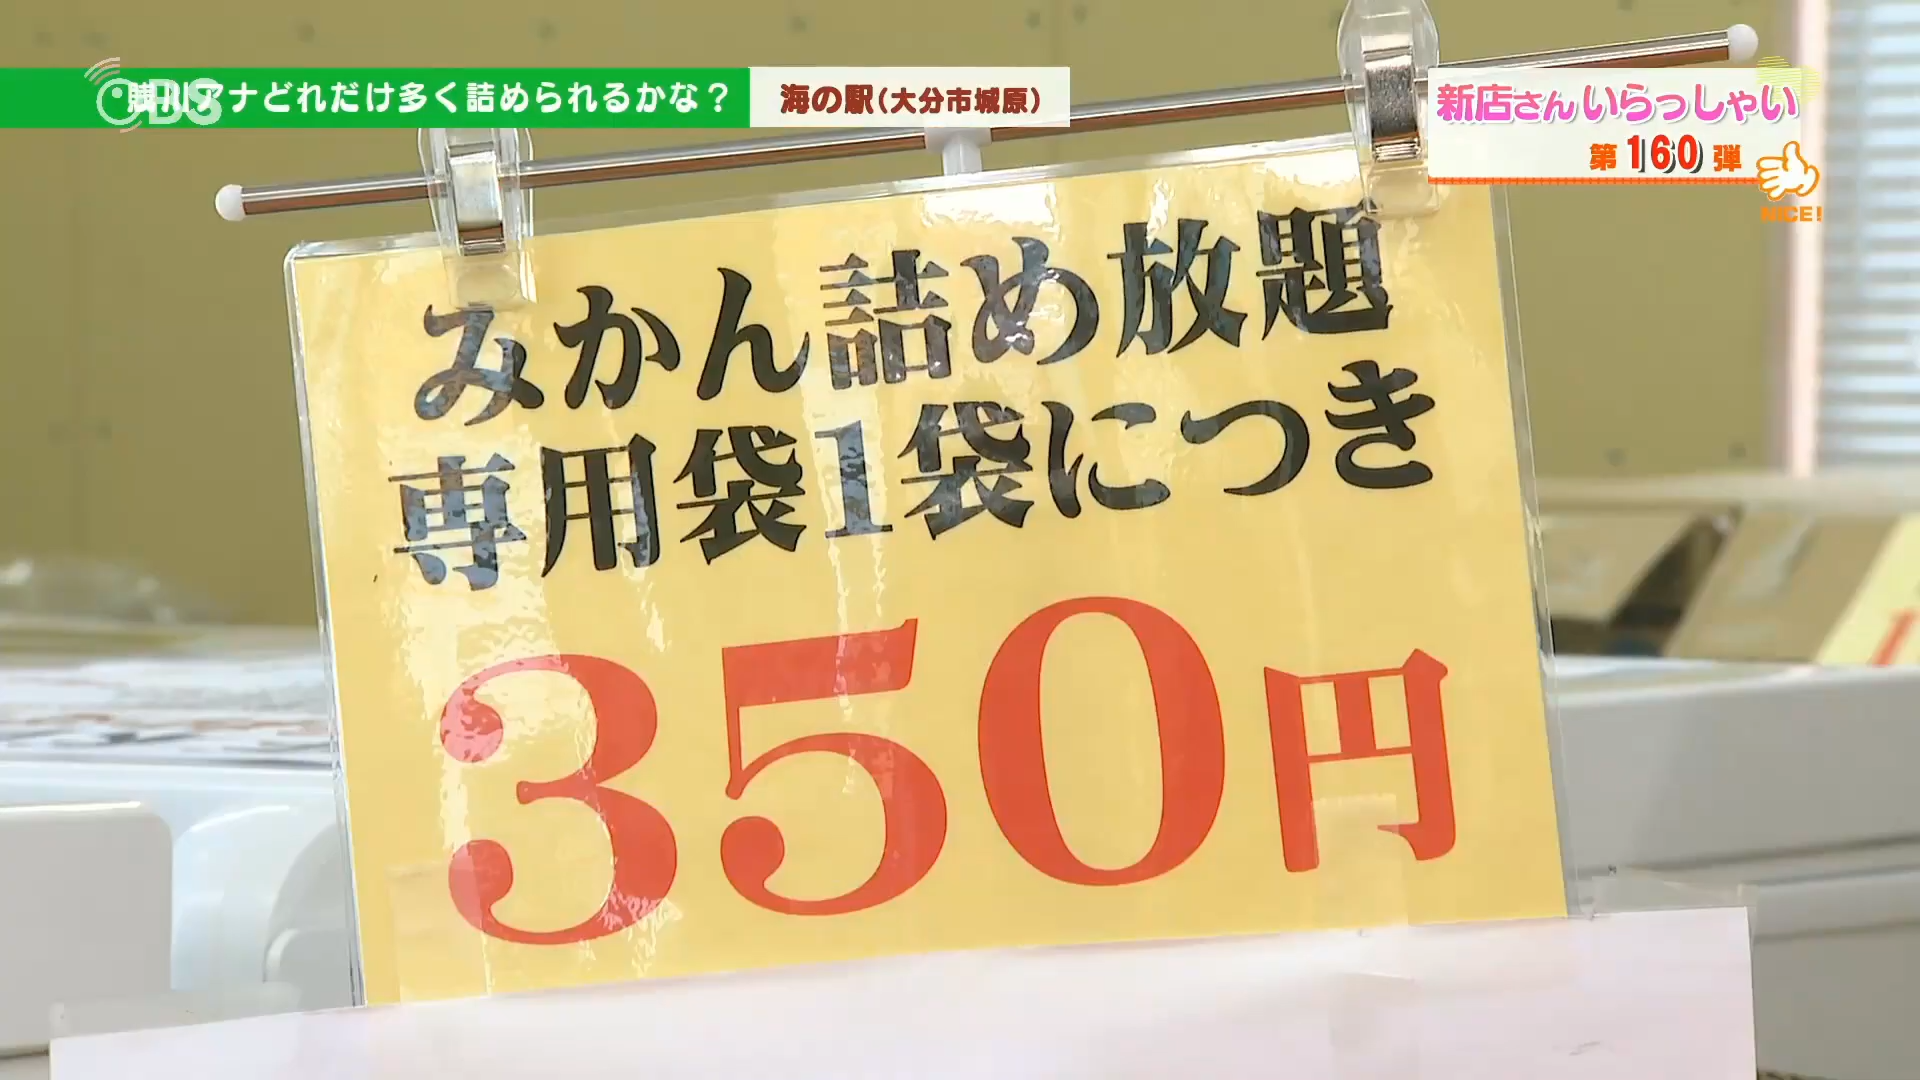 アナどれだけ多く詰められるかな？
海の駅（大分市城原）
新店さんいらっしゃい
第160弾
NICE!
OBS
みかん詰め放題
専用袋1袋につき
350円